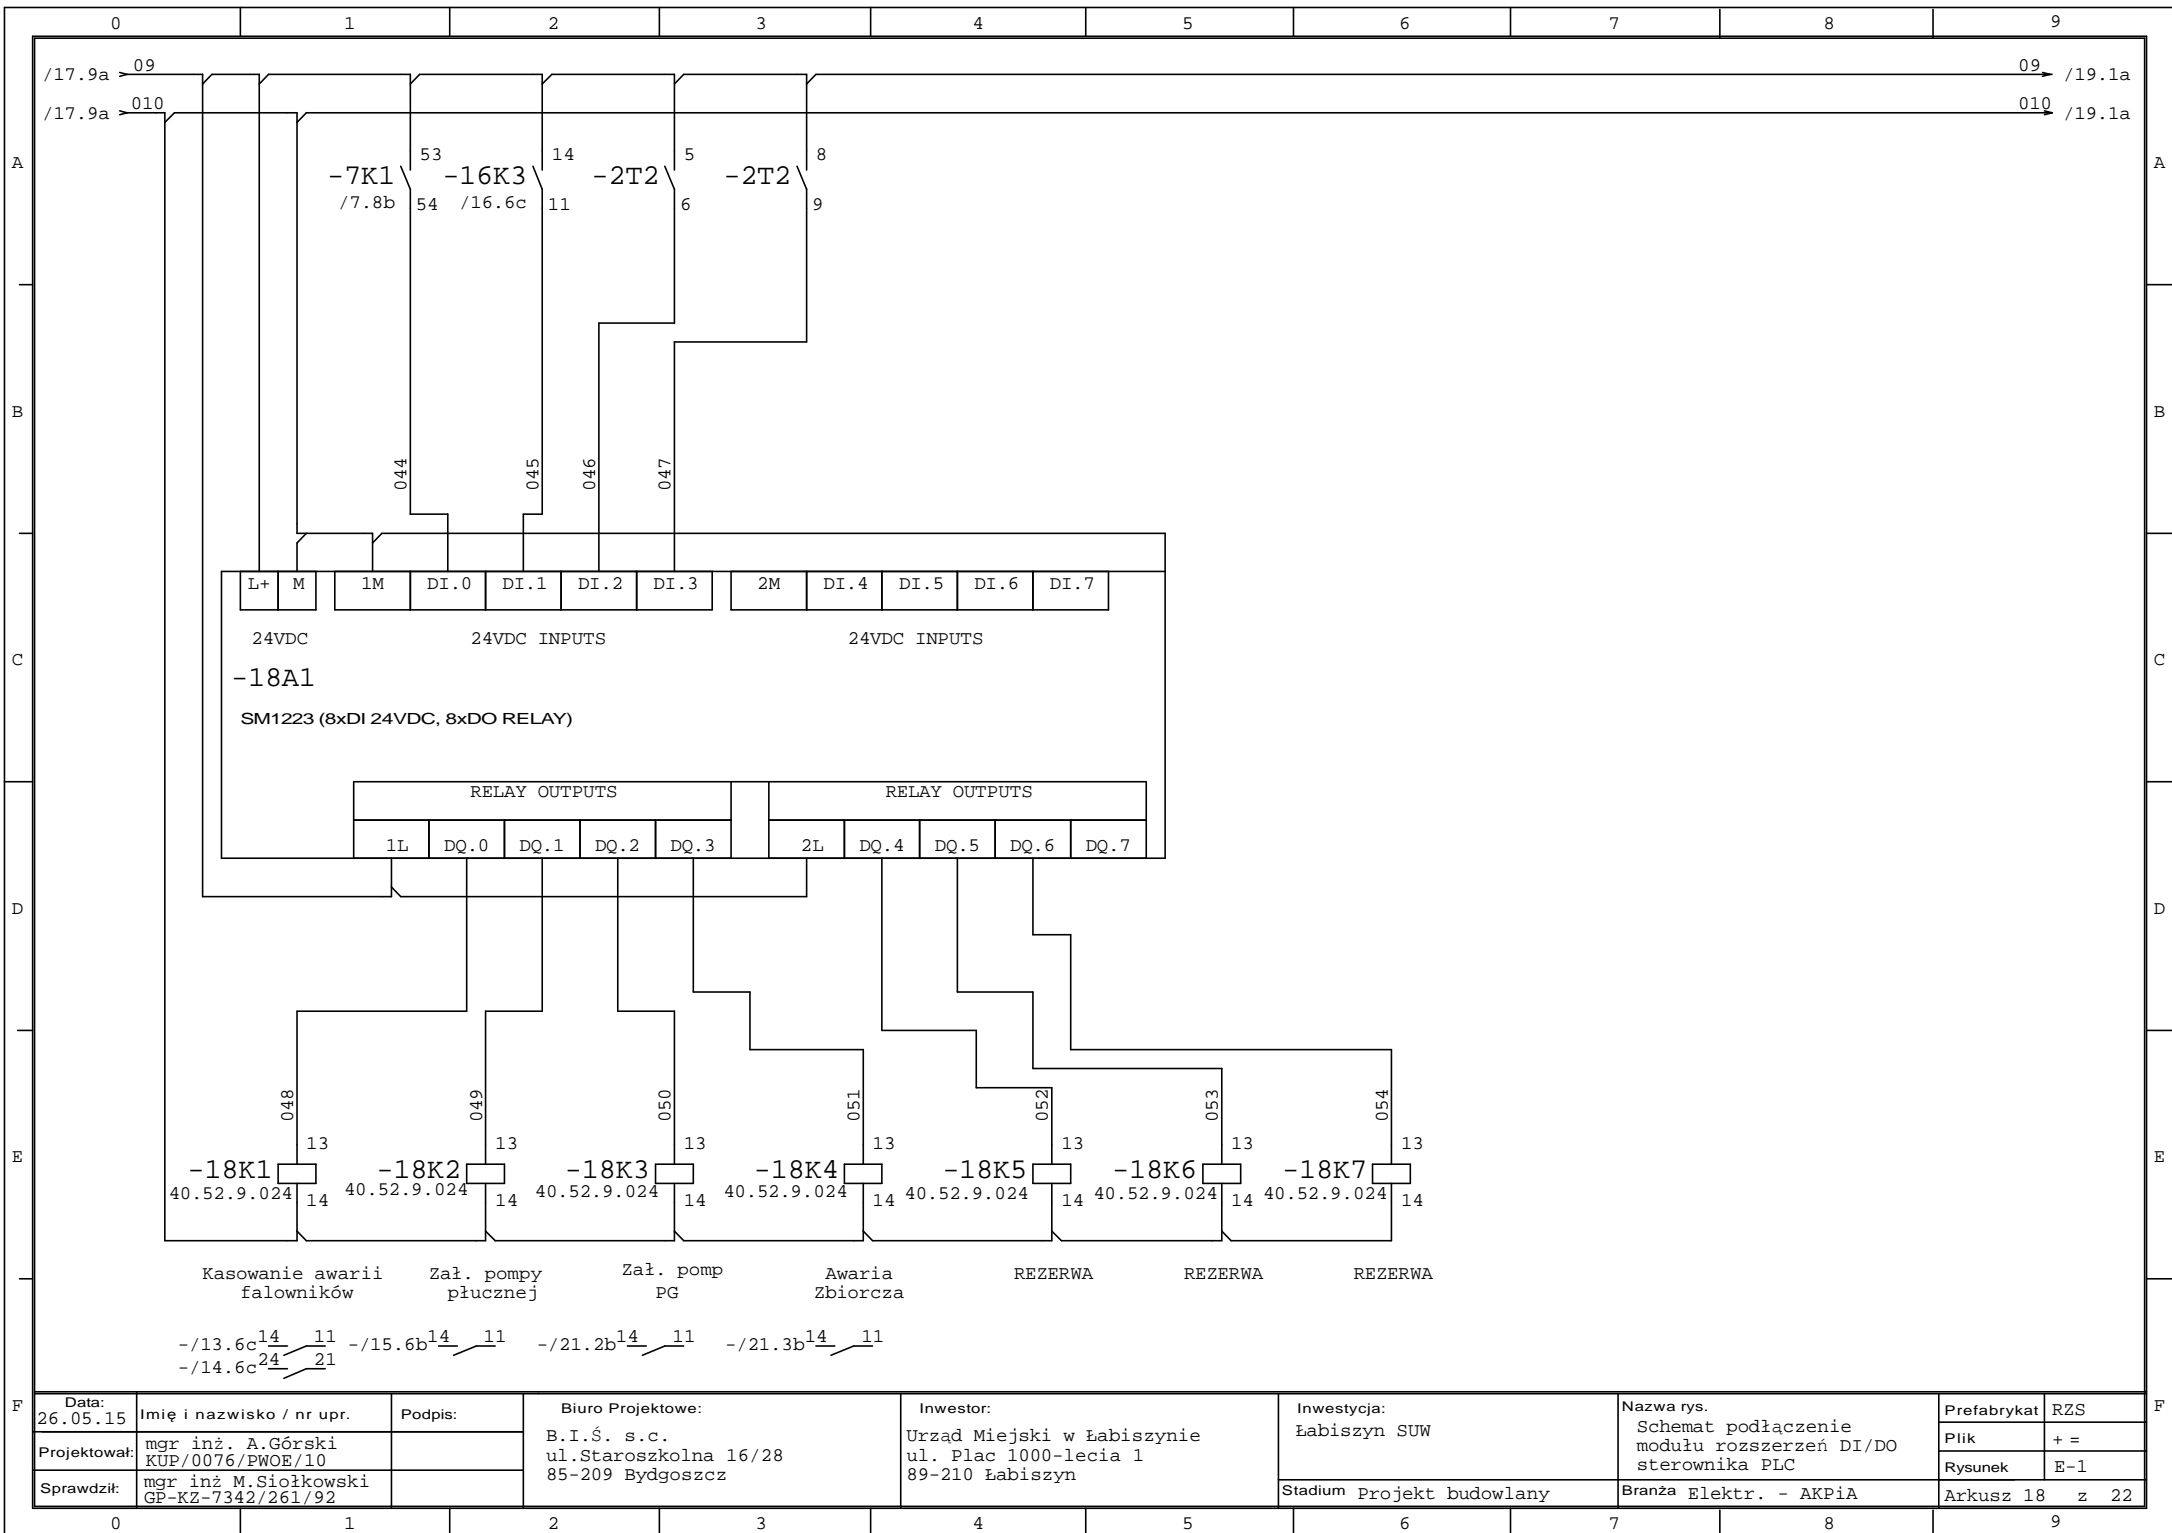 0 1 2 3 4 5 6 7 8 9
/17.9a 09 09 /19.1a
/17.9a 010 010 /19.1a
A A
53 14 5 8
-7K1 -16K3 -2T2 -2T2
/7.8b 54 /16.6c 11 6 9
B B
044 045 046 047
L+ M 1M DI.0 DI.1 DI.2 DI.3 2M DI.4 DI.5 DI.6 DI.7
24VDC 24VDC INPUTS 24VDC INPUTS
C C
-18A1
SM1223 (8xDI 24VDC, 8xDO RELAY)
RELAY OUTPUTS RELAY OUTPUTS
1L DQ.0 DQ.1 DQ.2 DQ.3 2L DQ.4 DQ.5 DQ.6 DQ.7
D D
048 049 050 051 052 053 054
13 13 13 13 13 13 13
E E
-18K1 -18K2 -18K3 -18K4 -18K5 -18K6 -18K7
40.52.9.024 40.52.9.024 40.52.9.024 40.52.9.024 40.52.9.024 40.52.9.024 40.52.9.024
14 14 14 14 14 14 14
Kasowanie awarii
falowników
Zał. pompy
płucznej
Zał. pomp
PG
Awaria
Zbiorcza
REZERWA
REZERWA
REZERWA
-/13.6c 14 11 -/15.6b 14 11 -/21.2b 14 11 -/21.3b 14 11
-/14.6c 24 21
F F
Data:
26.05.15
Imię i nazwisko / nr upr.
Podpis:
Projektował:
mgr inż. A.Górski
KUP/0076/PWOE/10
Sprawdził:
mgr inż M.Siołkowski
GP-KZ-7342/261/92
Biuro Projektowe:
B.I.Ś. s.c.
ul.Staroszkolna 16/28
85-209 Bydgoszcz
Inwestor:
Urząd Miejski w Łabiszynie
ul. Plac 1000-lecia 1
89-210 Łabiszyn
Inwestycja:
Łabiszyn SUW
Stadium Projekt budowlany
Nazwa rys.
Schemat podłączenie
modułu rozszerzeń DI/DO
sterownika PLC
Branża Elektr. - AKPiA
Prefabrykat RZS
Plik + =
Rysunek E-1
Arkusz 18 z 22
0 1 2 3 4 5 6 7 8 9